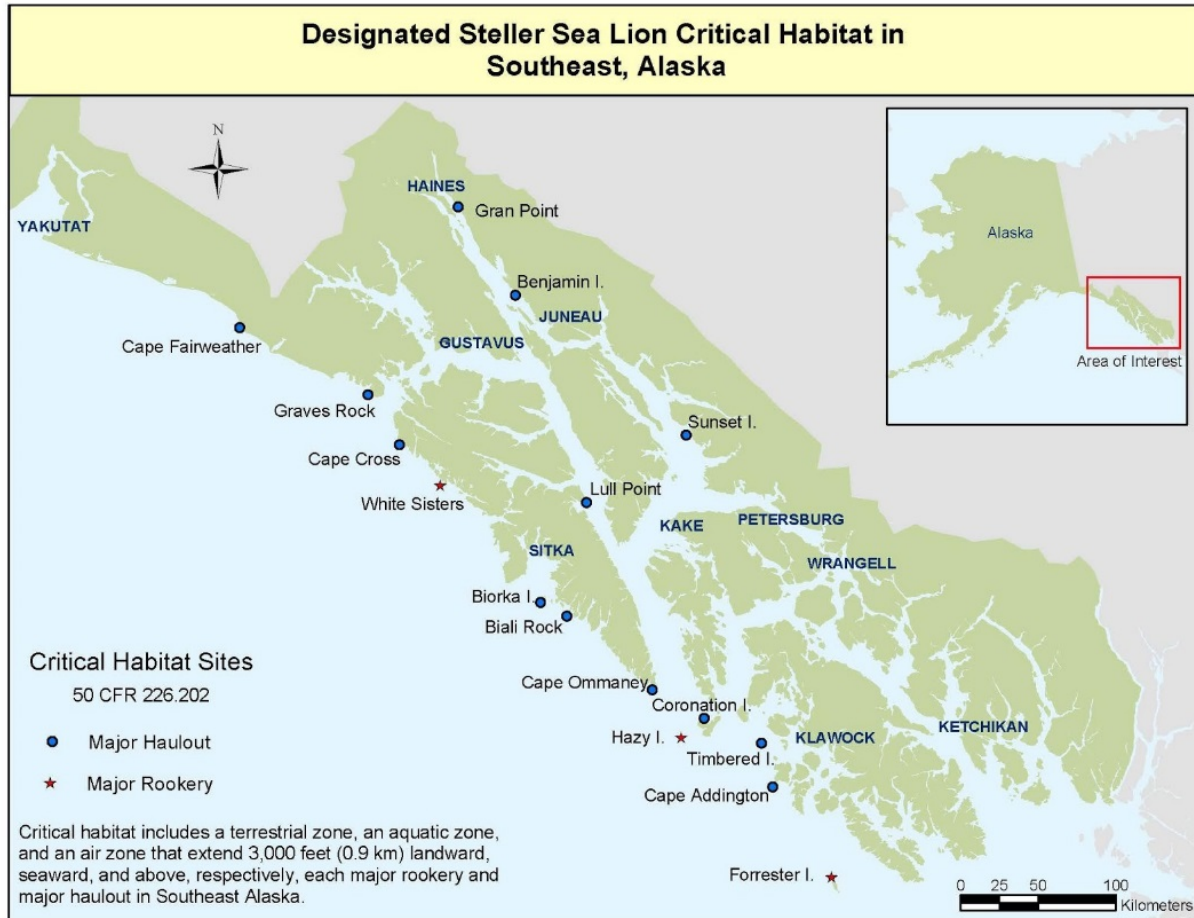 Designated Steller Sea Lion Critical Habitat in
Southeast, Alaska
N
HAINES
Gran Point
YAKUTAT
Alaska
Benjamin I.
JUNEAU
Cape Fairweather
GUSTAVUS
Area of Interest
Graves Rock
Sunset I.
Cape Cross
White Sisters
Lull Point
KAKE
PETERSBURG
SITKA
WRANGELL
Biorka I.
Biali Rock
Critical Habitat Sites
50 CFR 226.202
Cape Ommaney
Coronation I.
Major Haulout
Hazy I.
KLAWOCK
KETCHIKAN
Timbered I.
Major Rookery
Cape Addington
Critical habitat includes a terrestrial zone, an aquatic zone,
and an air zone that extend 3,000 feet (0.9 km) landward,
seaward, and above, respectively, each major rookery and
major haulout in Southeast Alaska.
Forrester I.
0 25 50 100
Kilometers